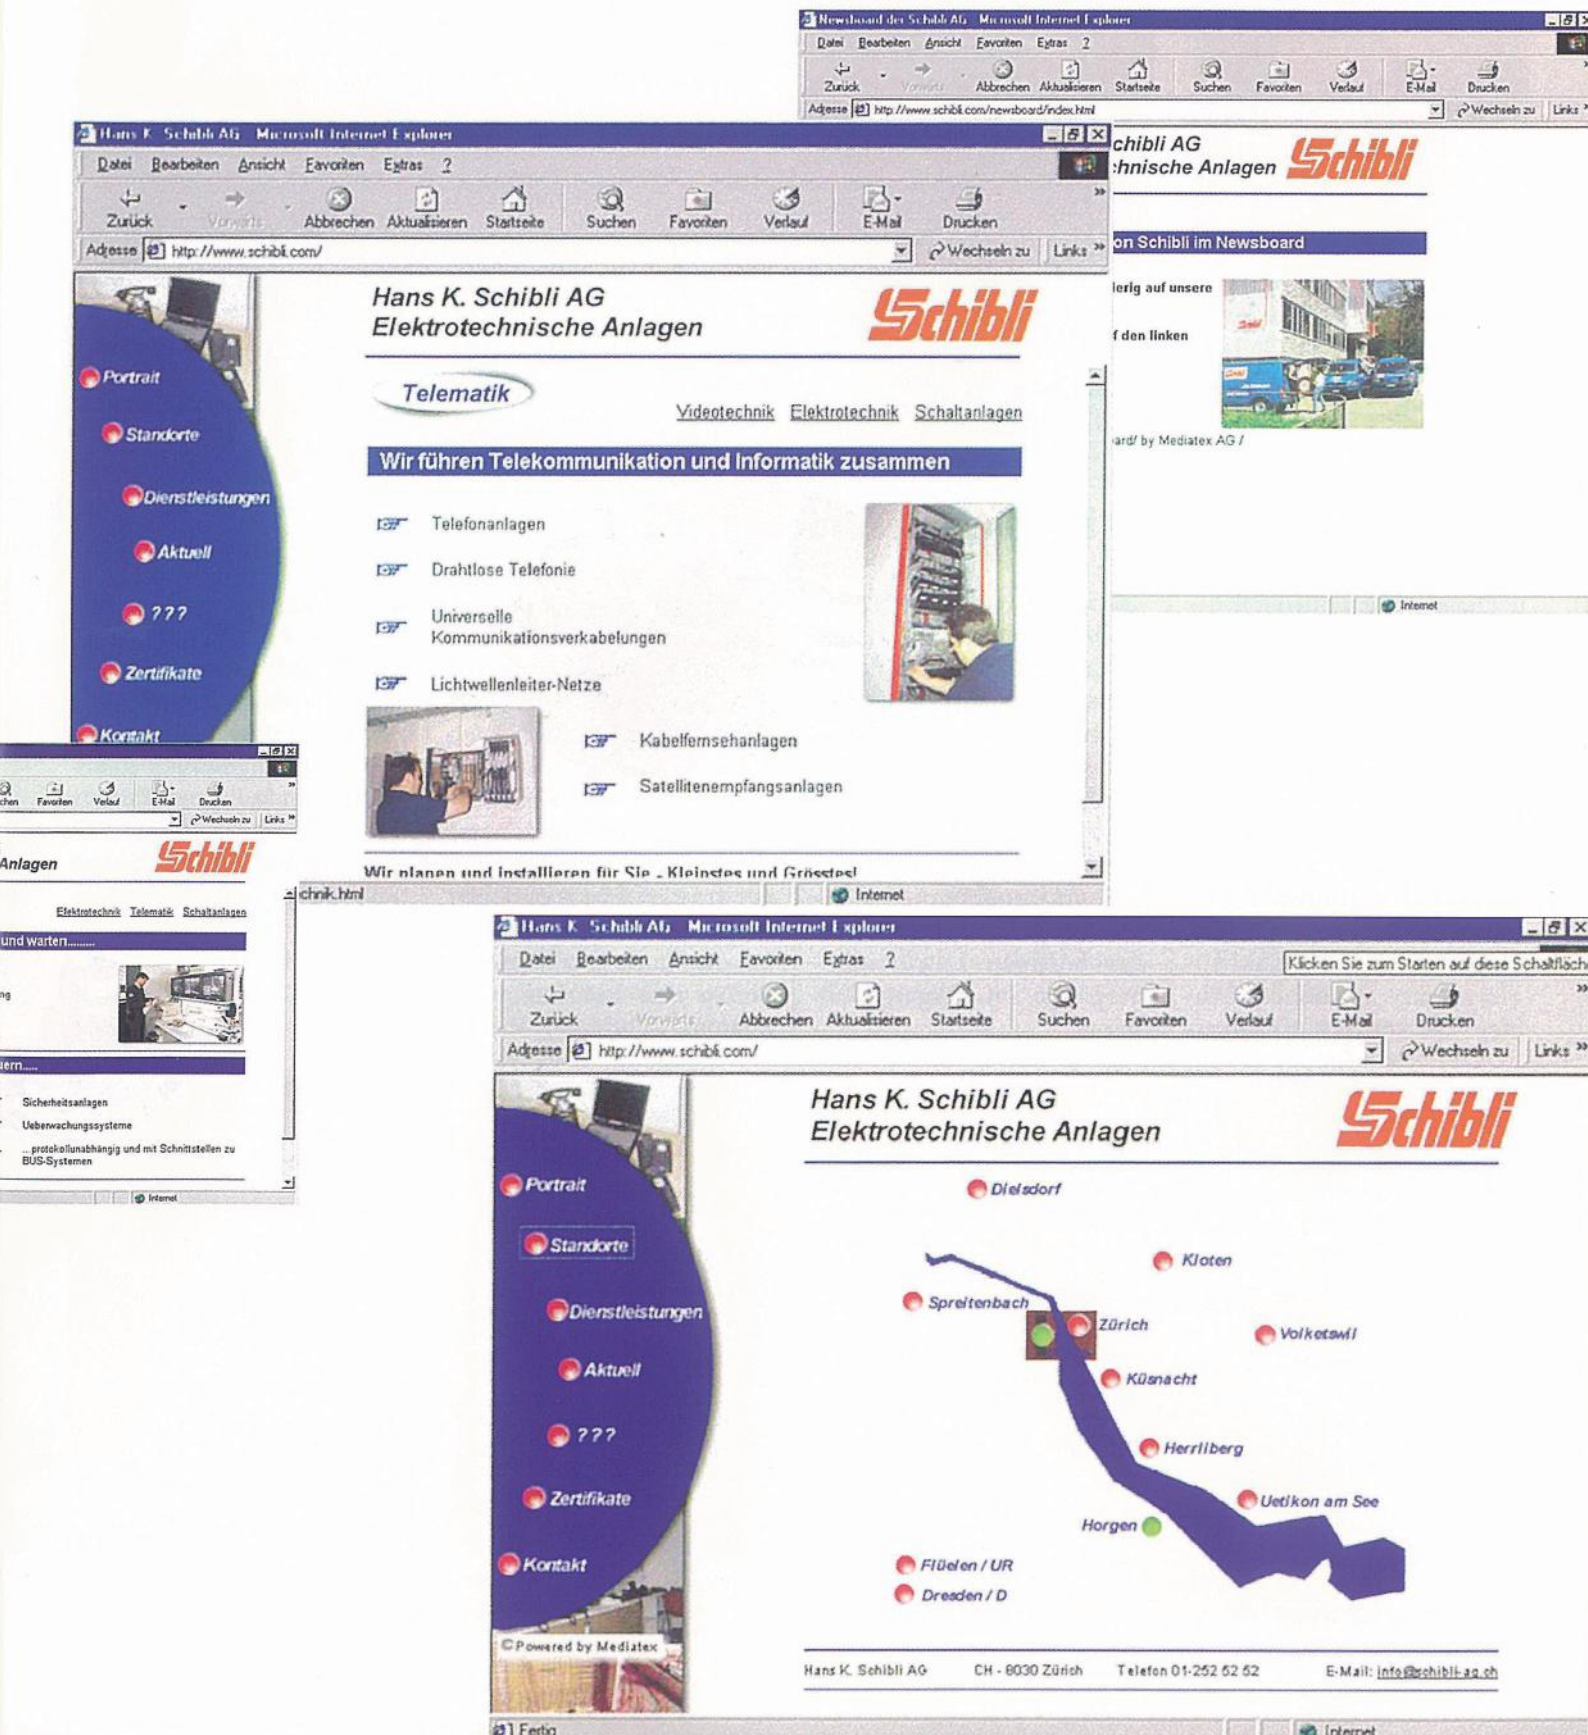 Newsboard der Schibli AG Microsoft Internet Explorer
Datei Bearbeiten Ansicht Favoriten Extras ?
Zurück Vorwärts Abbrechen Aktualisieren Startseite Suchen Favoriten Verlauf E-Mail Drucken
Adresse http://www.schibli.com/newsboard/index.html Wechseln zu Links »
chibli AG
chnische Anlagen Schibli
on Schibli im Newsboard
ierig auf unsere
f den linken
ard/ by Mediatex AG /
Internet
Hans K. Schibli AG Microsoft Internet Explorer
Datei Bearbeiten Ansicht Favoriten Extras ?
Zurück Vorwärts Abbrechen Aktualisieren Startseite Suchen Favoriten Verlauf E-Mail Drucken »
Adresse http://www.schibli.com/ Wechseln zu Links »
Portrait
Standorte
Dienstleistungen
Aktuell
???
Zertifikate
Kontakt
Hans K. Schibli AG
Elektrotechnische Anlagen
Schibli
Telematik
Videotechnik Elektrotechnik Schaltanlagen
Wir führen Telekommunikation und Informatik zusammen
Telefonanlagen
Drahtlose Telefonie
Universelle
Kommunikationsverkabelungen
Lichtwellenleiter-Netze
Kabelfernsehanlagen
Satellitenempfangsanlagen
Wir planen und installieren für Sie - Kleinstes und Grösstes!
chnik.html Internet
chen Favoriten Verlauf E-Mail Drucken »
Wechseln zu Links »
Anlagen Schibli
Elektrotechnik Telematik Schaltanlagen
und warten.........
ng
uern.....
Sicherheitsanlagen
Ueberwachungssysteme
...protokollunabhängig und mit Schnittstellen zu
BUS-Systemen
Internet
Hans K. Schibli AG Microsoft Internet Explorer
Datei Bearbeiten Ansicht Favoriten Extras ? Klicken Sie zum Starten auf diese Schaltfläche
Zurück Vorwärts Abbrechen Aktualisieren Startseite Suchen Favoriten Verlauf E-Mail Drucken »
Adresse http://www.schibli.com/ Wechseln zu Links »
Portrait
Standorte
Dienstleistungen
Aktuell
???
Zertifikate
Kontakt
© Powered by Mediatex
Hans K. Schibli AG
Elektrotechnische Anlagen
Schibli
Dielsdorf
Kloten
Spreitenbach
Zürich
Volketswil
Küsnacht
Herrliberg
Uetikon am See
Horgen
Flüelen / UR
Dresden / D
Hans K. Schibli AG CH - 8030 Zürich Telefon 01-252 52 52 E-Mail: info@schibli-ag.ch
Fertig Internet